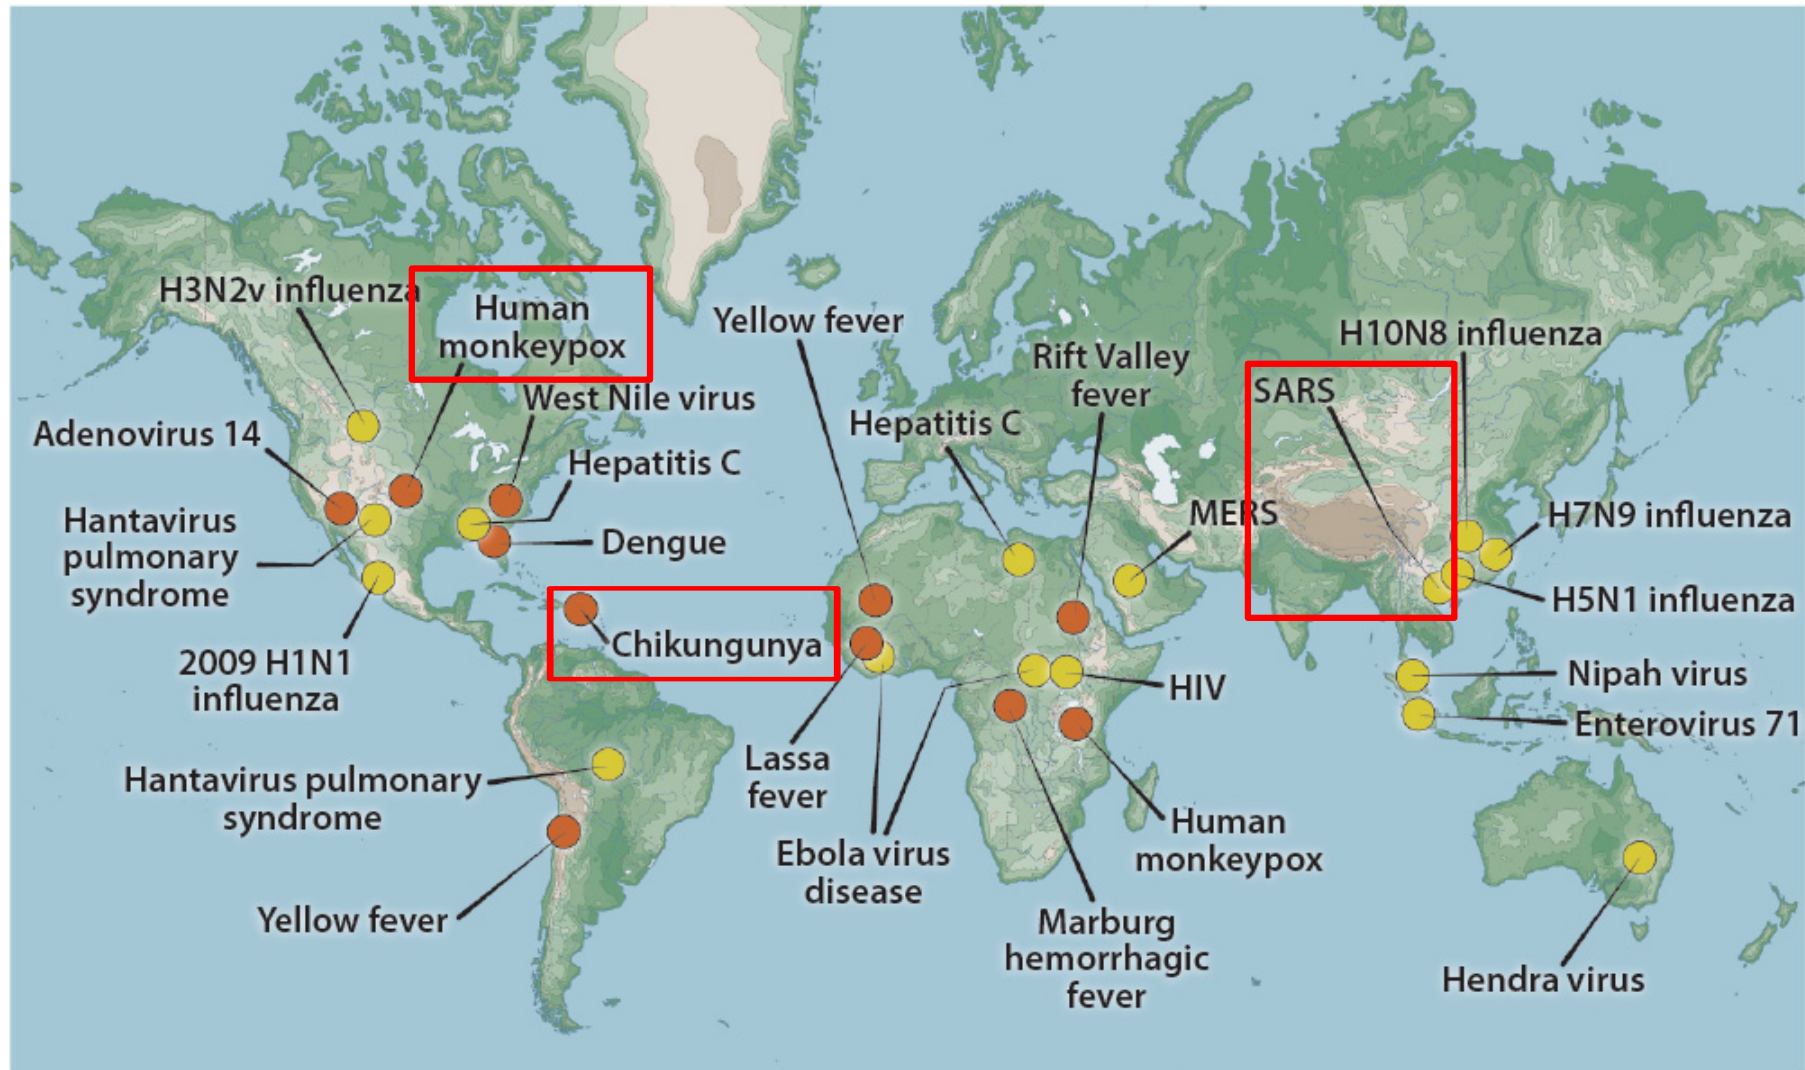 H3N2v influenza
Human
monkeypox
West Nile virus
Adenovirus 14
Hepatitis C
Hantavirus
pulmonary
syndrome
Dengue
2009 H1N1
influenza
Chikungunya
Hantavirus pulmonary
syndrome
Yellow fever
Yellow fever
Hepatitis C
Rift Valley
fever
MERS
SARS
H10N8 influenza
H7N9 influenza
H5N1 influenza
HIV
Nipah virus
Enterovirus 71
Lassa
fever
Ebola virus
disease
Human
monkeypox
Marburg
hemorrhagic
fever
Hendra virus